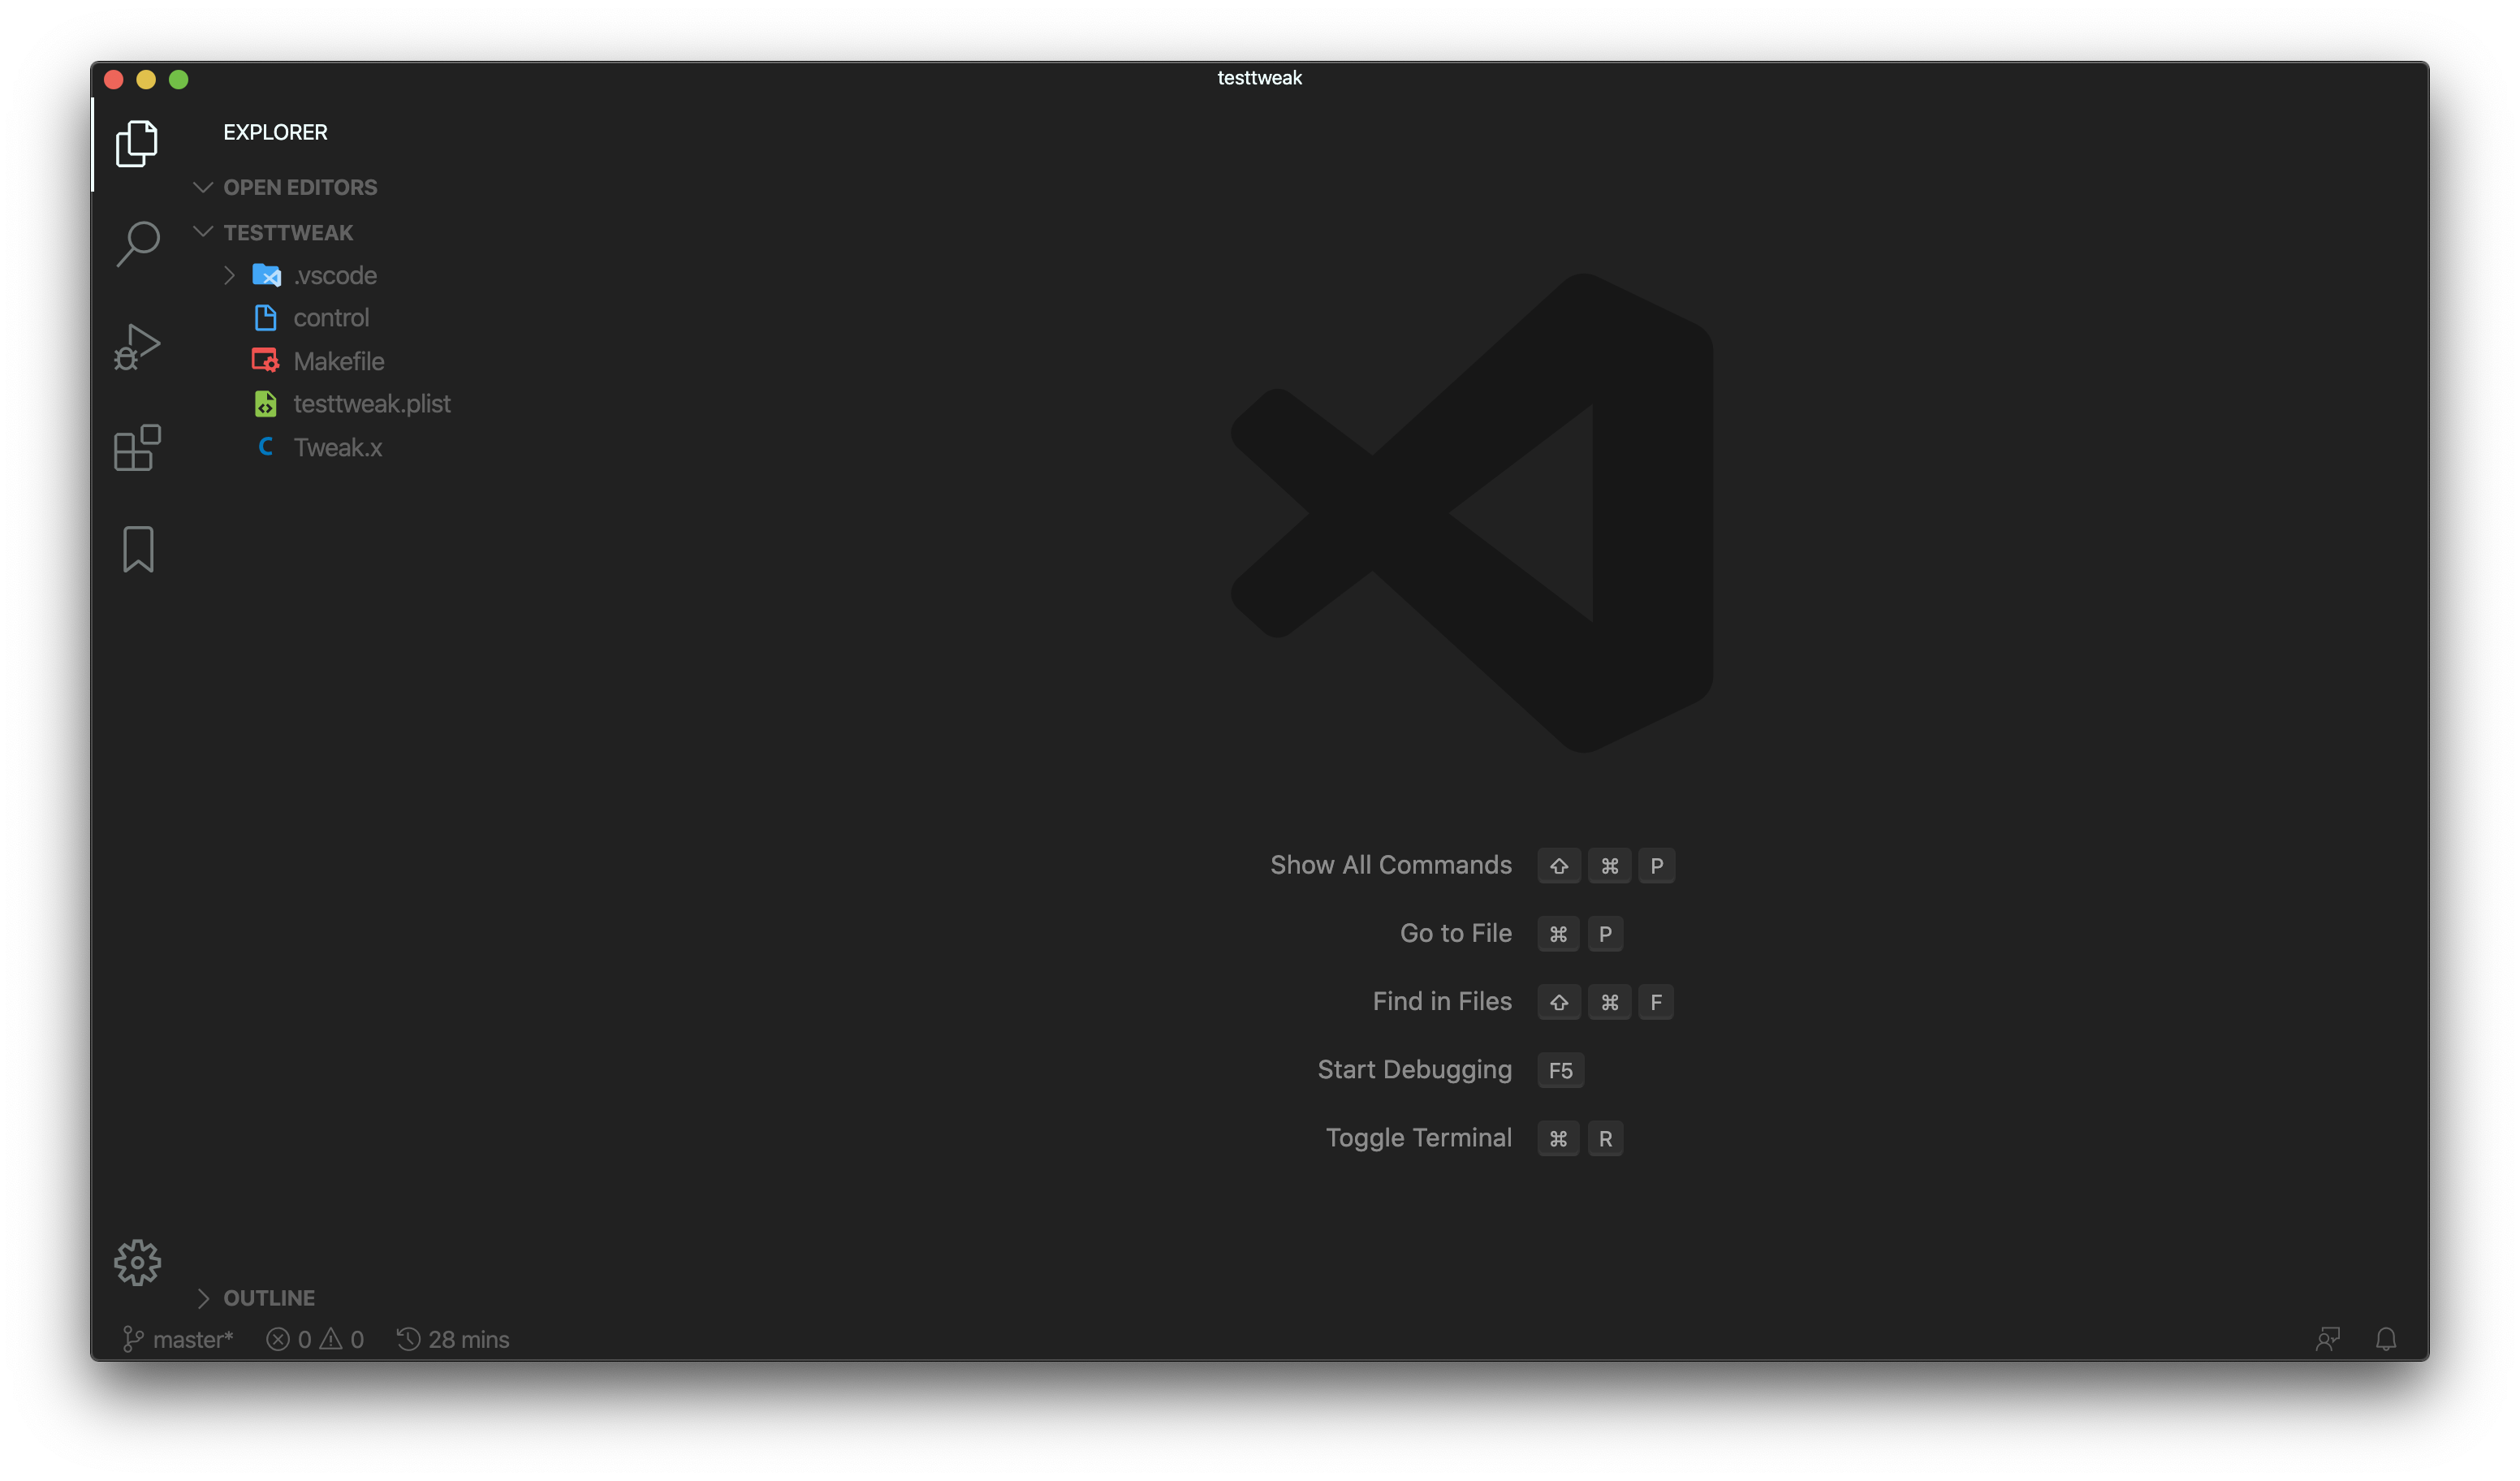 testtweak
EXPLORER
OPEN EDITORS
TESTTWEAK
.vscode
control
Makefile
testtweak.plist
C Tweak.x
Show All Commands ⇧ ⌘ P
Go to File ⌘ P
Find in Files ⇧ ⌘ F
Start Debugging F5
Toggle Terminal ⌘ R
OUTLINE
master* 0 0 28 mins